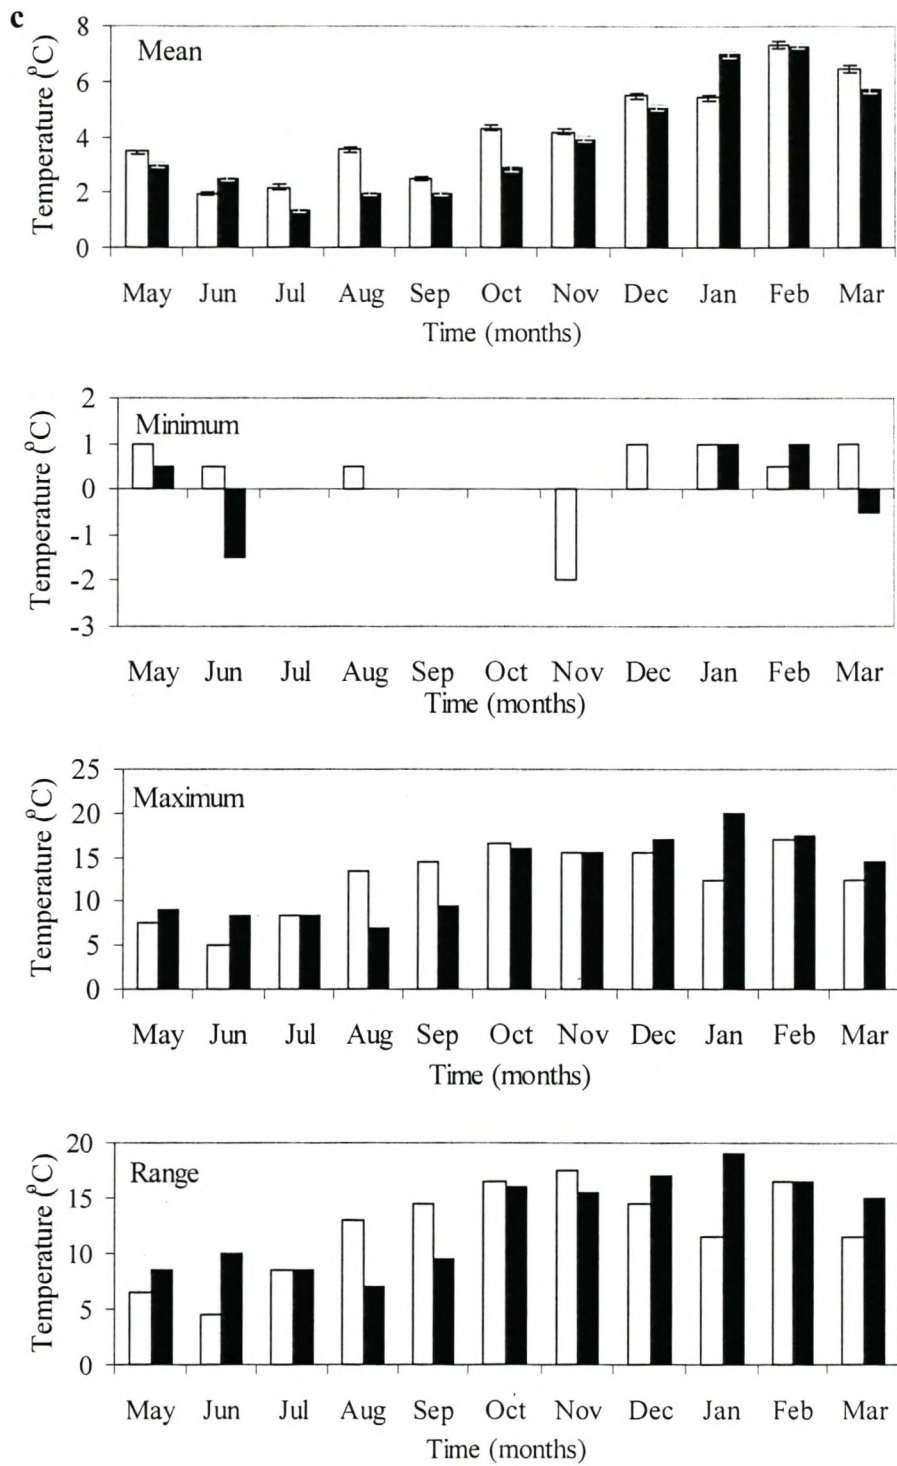 c
Mean
Temperature (°C)
8
6
4
2
0
May Jun Jul Aug Sep Oct Nov Dec Jan Feb Mar
Time (months)
Minimum
Temperature (°C)
2
1
0
-1
-2
-3
May Jun Jul Aug Sep Oct Nov Dec Jan Feb Mar
Time (months)
Maximum
Temperature (°C)
25
20
15
10
5
0
May Jun Jul Aug Sep Oct Nov Dec Jan Feb Mar
Time (months)
Range
Temperature (°C)
20
15
10
5
0
May Jun Jul Aug Sep Oct Nov Dec Jan Feb Mar
Time (months)